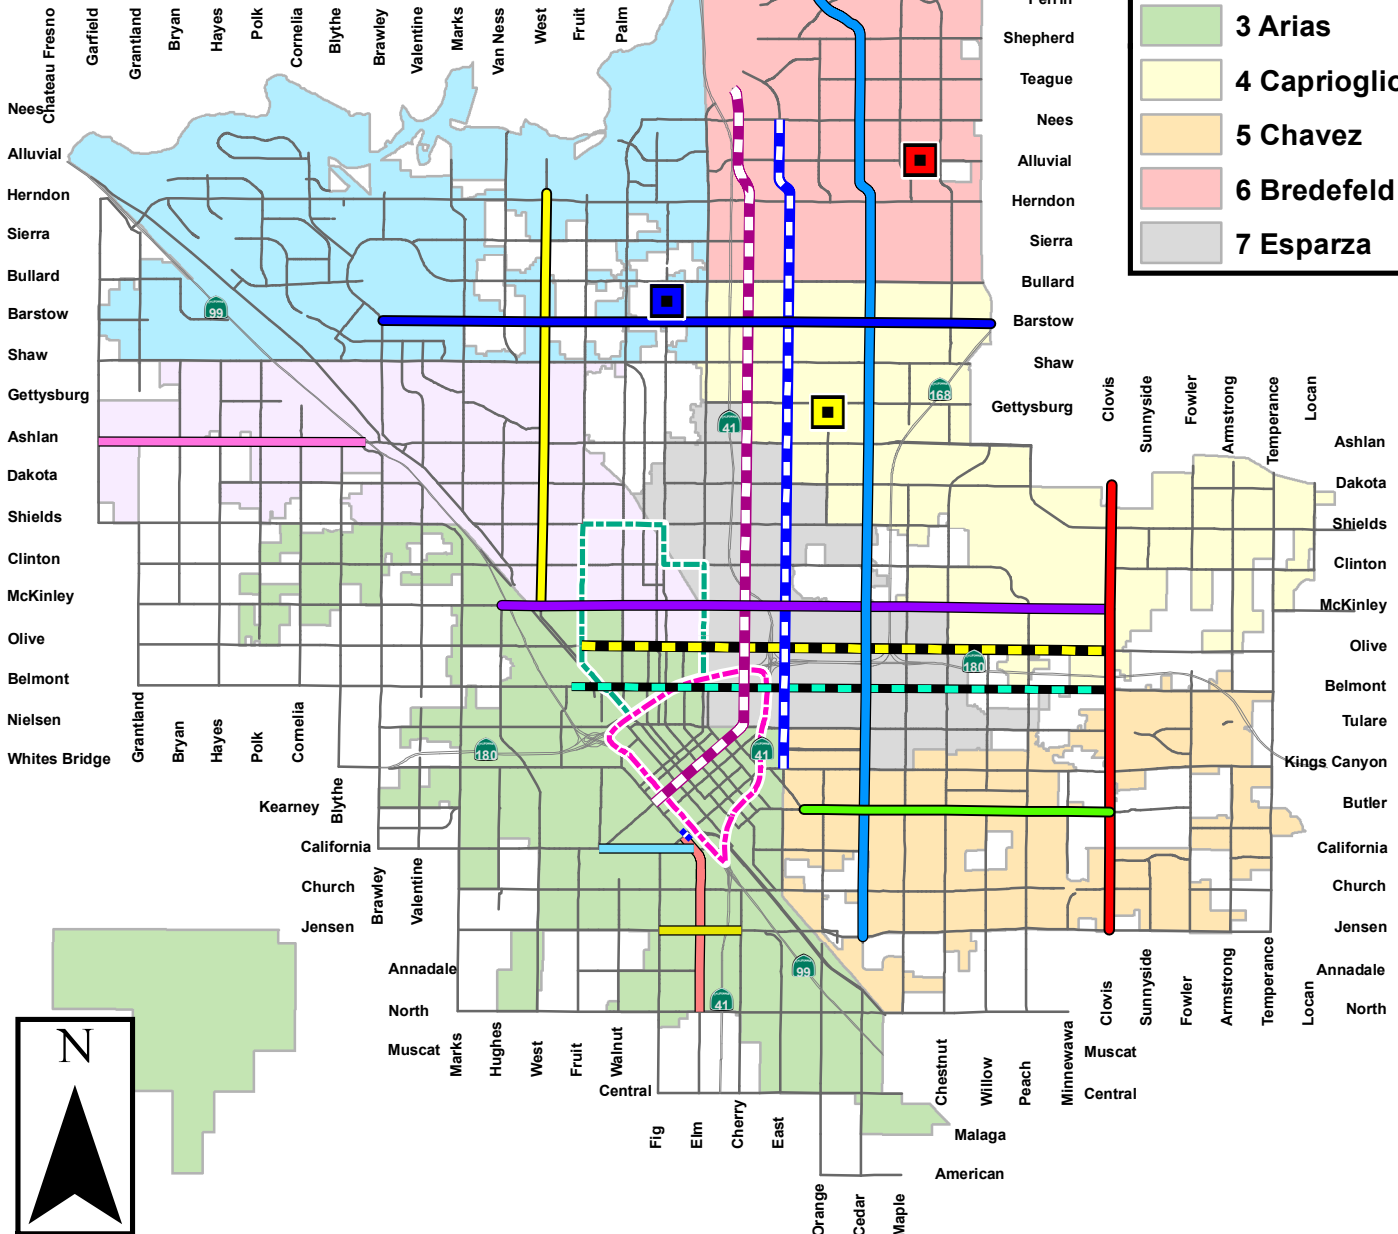 Perrin
Shepherd
Teague
Nees
Alluvial
Herndon
Sierra
Bullard
Barstow
Shaw
Gettysburg
3 Arias
4 Caprioglio
5 Chavez
6 Bredefeld
7 Esparza
Chateau Fresno
Garfield
Grantland
Bryan
Hayes
Polk
Cornelia
Blythe
Brawley
Valentine
Marks
Van Ness
West
Fruit
Palm
Nees
Alluvial
Herndon
Sierra
Bullard
Barstow
Shaw
Gettysburg
Ashlan
Dakota
Shields
Clinton
McKinley
Olive
Belmont
Nielsen
Whites Bridge
Kearney
California
Church
Jensen
Annadale
North
Muscat
Central
99
41
168
180
180
41
99
41
Clovis
Sunnyside
Fowler
Armstrong
Temperance
Locan
Ashlan
Dakota
Shields
Clinton
McKinley
Olive
Belmont
Tulare
Kings Canyon
Butler
California
Church
Jensen
Annadale
North
Grantland
Bryan
Hayes
Polk
Cornelia
Blythe
Brawley
Valentine
Marks
Hughes
West
Fruit
Walnut
Fig
Elm
Cherry
East
Orange
Cedar
Maple
Chestnut
Willow
Peach
Minnewawa
Clovis
Sunnyside
Fowler
Armstrong
Temperance
Locan
Muscat
Central
Malaga
American
N